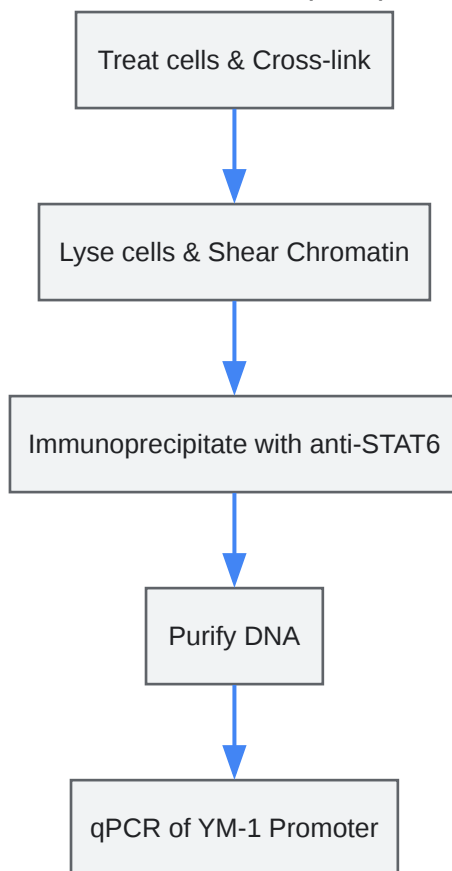 Treat cells & Cross-link
Lyse cells & Shear Chromatin
Immunoprecipitate with anti-STAT6
Purify DNA
qPCR of YM-1 Promoter